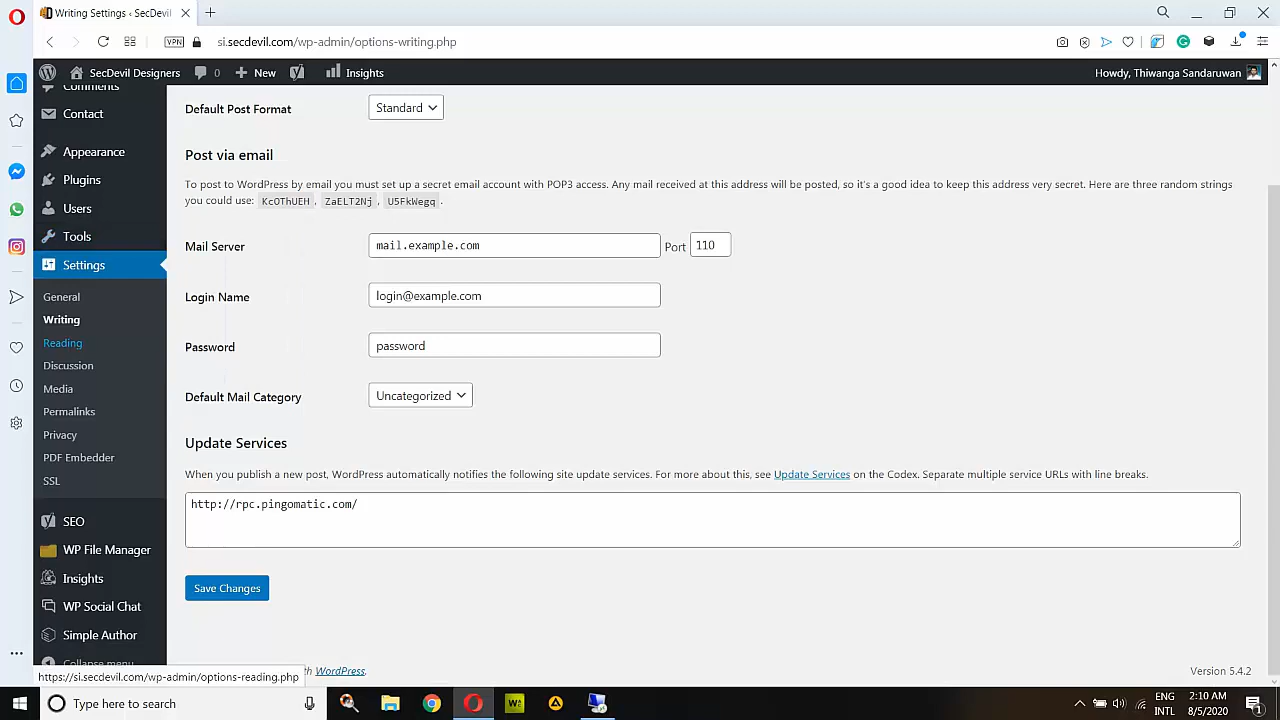 Writing Settings ‹ SecDevil
VPN
si.secdevil.com/wp-admin/options-writing.php
SecDevil Designers
0
New
Insights
Howdy, Thiwanga Sandaruwan
Comments
Contact
Appearance
Plugins
Users
Tools
Settings
General
Writing
Reading
Discussion
Media
Permalinks
Privacy
PDF Embedder
SSL
SEO
WP File Manager
Insights
WP Social Chat
Simple Author
Collapse menu
Default Post Format
Standard
Post via email
To post to WordPress by email you must set up a secret email account with POP3 access. Any mail received at this address will be posted, so it's a good idea to keep this address very secret. Here are three random strings
you could use: KcOThUEH , ZaELT2Nj , U5FkWegq .
Mail Server
mail.example.com
Port
110
Login Name
login@example.com
Password
password
Default Mail Category
Uncategorized
Update Services
When you publish a new post, WordPress automatically notifies the following site update services. For more about this, see Update Services on the Codex. Separate multiple service URLs with line breaks.
http://rpc.pingomatic.com/
Save Changes
WordPress.
Version 5.4.2
https://si.secdevil.com/wp-admin/options-reading.php
Type here to search
ENG
INTL
2:10 AM
8/5/2020
1